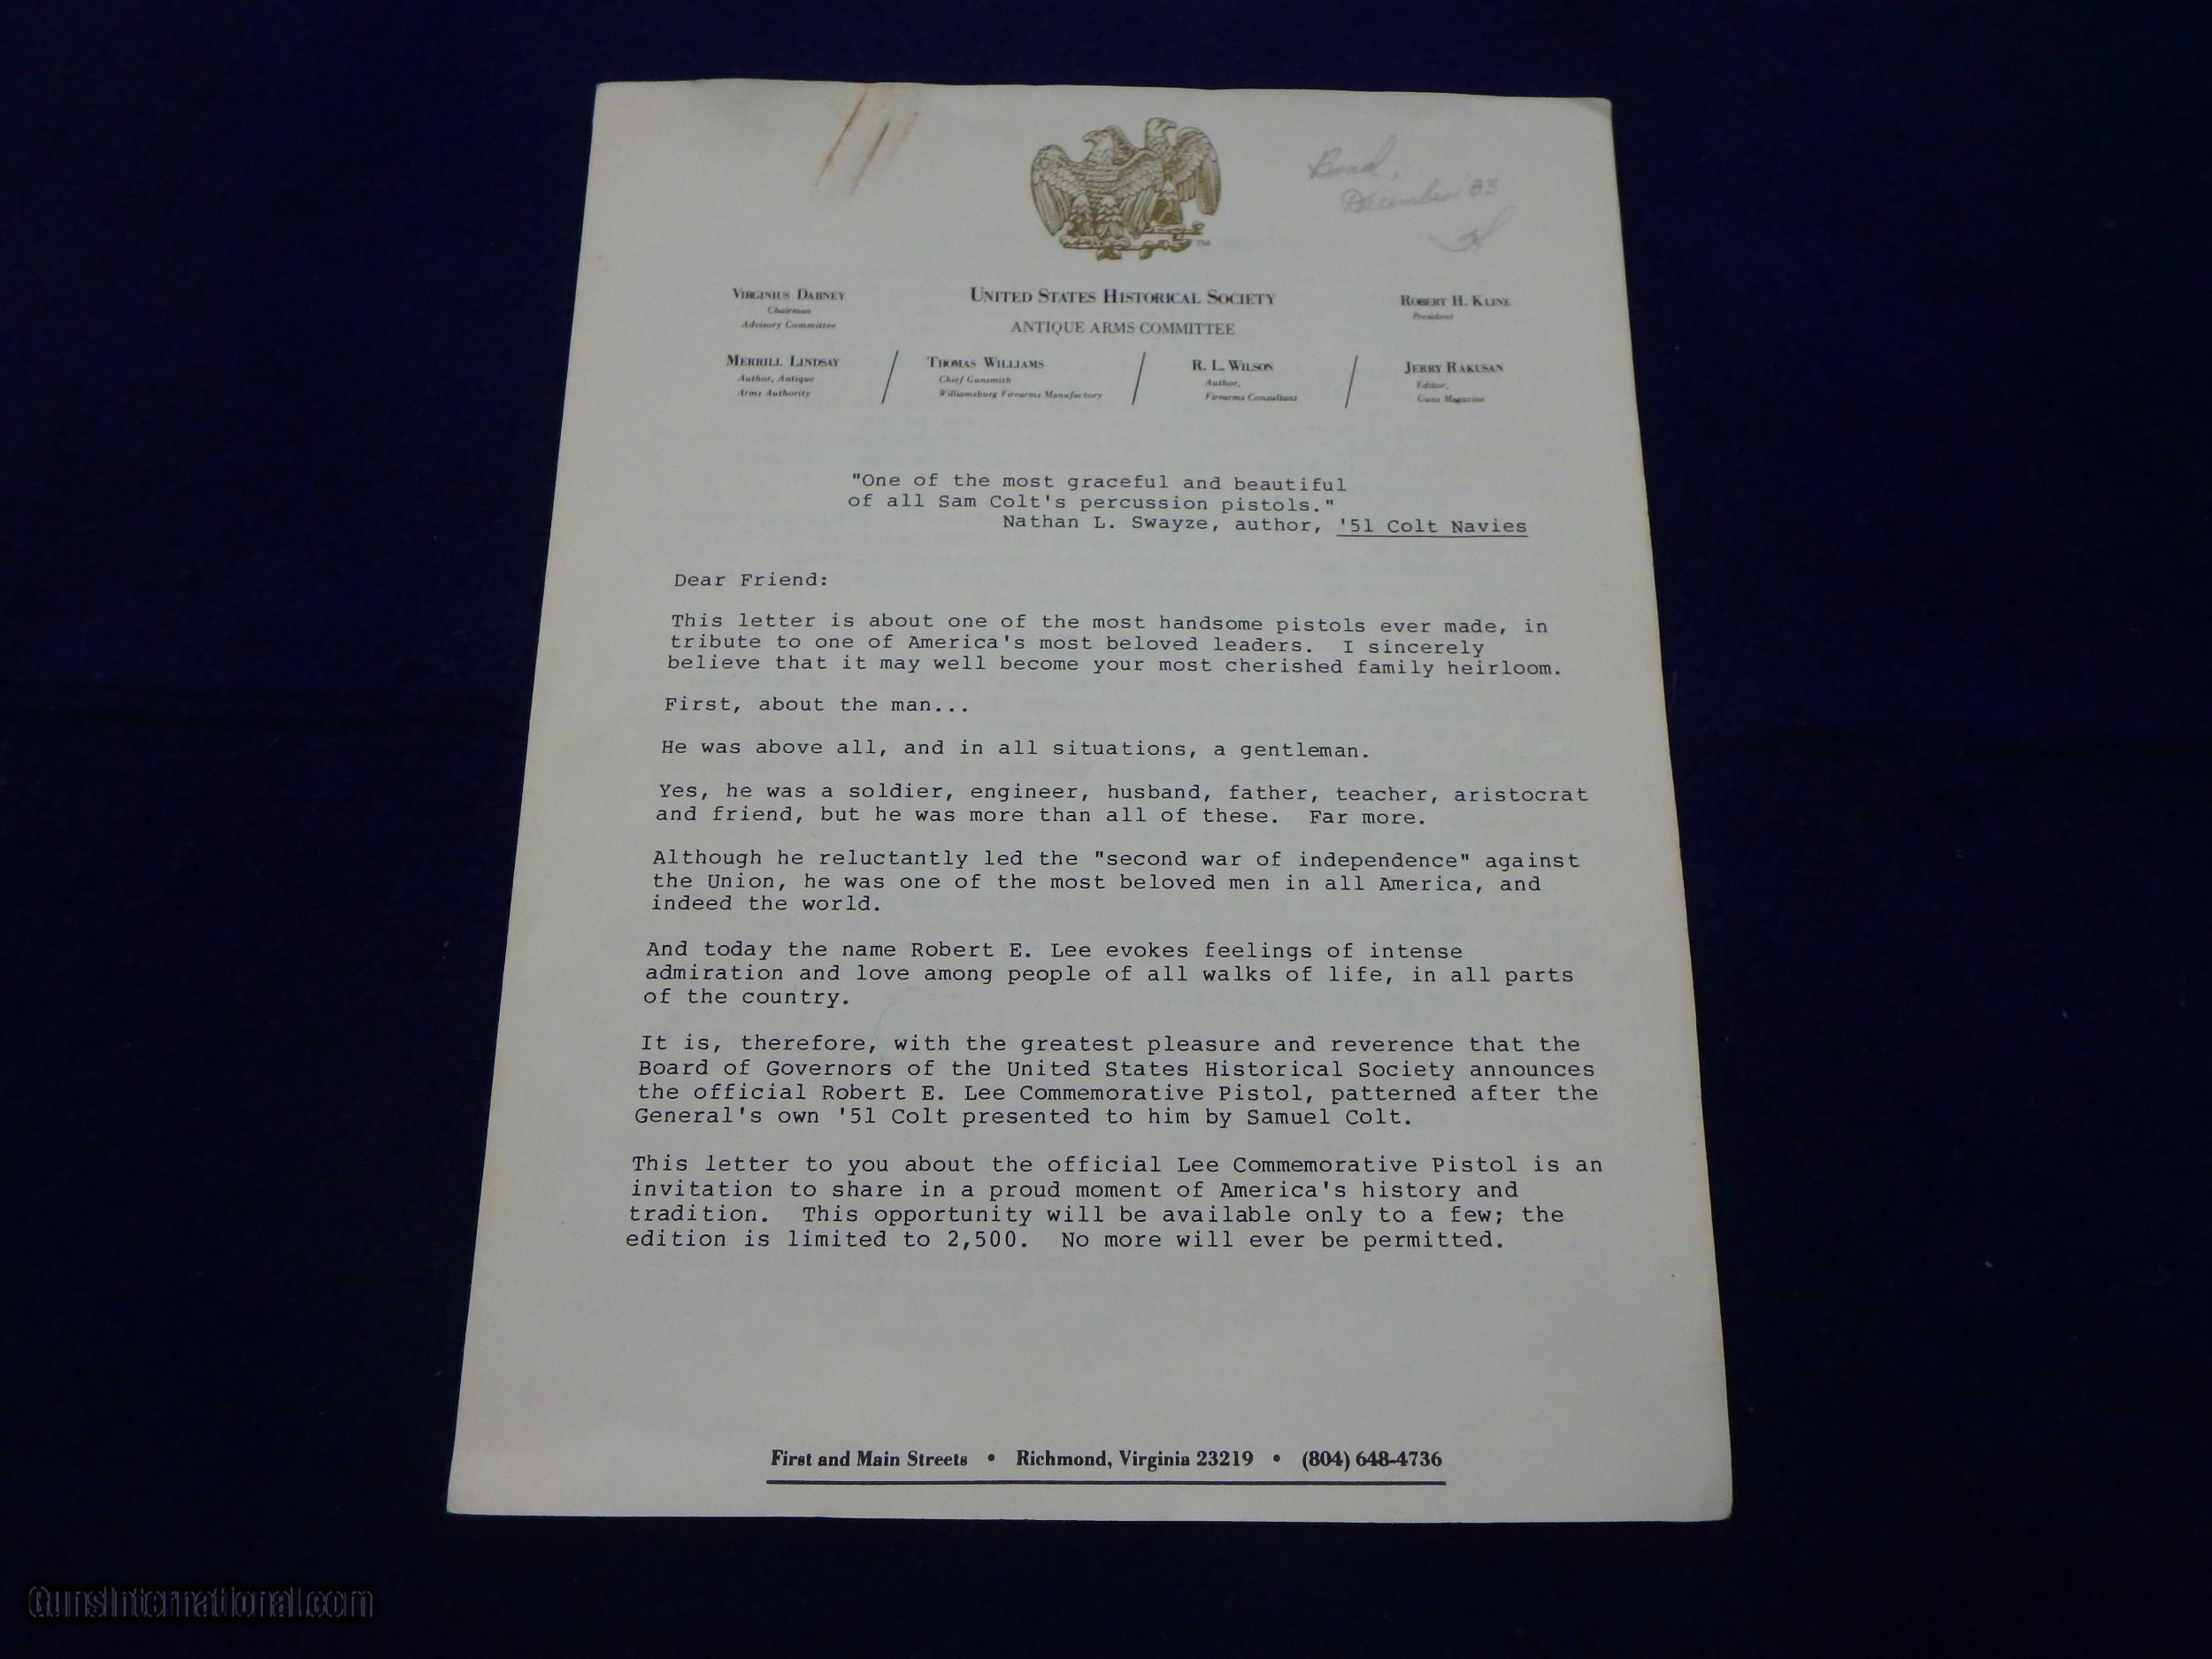 December '83
TM
VIRGINIUS DABNEY
Chairman
Advisory Committee
UNITED STATES HISTORICAL SOCIETY
ANTIQUE ARMS COMMITTEE
ROBERT H. KLINE
President
MERRILL LINDSAY
Author, Antique
Arms Authority
THOMAS WILLIAMS
Chief Gunsmith
Williamsburg Firearms Manufactory
R. L. WILSON
Author,
Firearms Consultant
JERRY RAKUSAN
Editor,
Guns Magazine
"One of the most graceful and beautiful
of all Sam Colt's percussion pistols."
Nathan L. Swayze, author, '51 Colt Navies
Dear Friend:
This letter is about one of the most handsome pistols ever made, in
tribute to one of America's most beloved leaders. I sincerely
believe that it may well become your most cherished family heirloom.
First, about the man...
He was above all, and in all situations, a gentleman.
Yes, he was a soldier, engineer, husband, father, teacher, aristocrat
and friend, but he was more than all of these. Far more.
Although he reluctantly led the "second war of independence" against
the Union, he was one of the most beloved men in all America, and
indeed the world.
And today the name Robert E. Lee evokes feelings of intense
admiration and love among people of all walks of life, in all parts
of the country.
It is, therefore, with the greatest pleasure and reverence that the
Board of Governors of the United States Historical Society announces
the official Robert E. Lee Commemorative Pistol, patterned after the
General's own '51 Colt presented to him by Samuel Colt.
This letter to you about the official Lee Commemorative Pistol is an
invitation to share in a proud moment of America's history and
tradition. This opportunity will be available only to a few; the
edition is limited to 2,500. No more will ever be permitted.
First and Main Streets • Richmond, Virginia 23219 • (804) 648-4736
GunsInternational.com